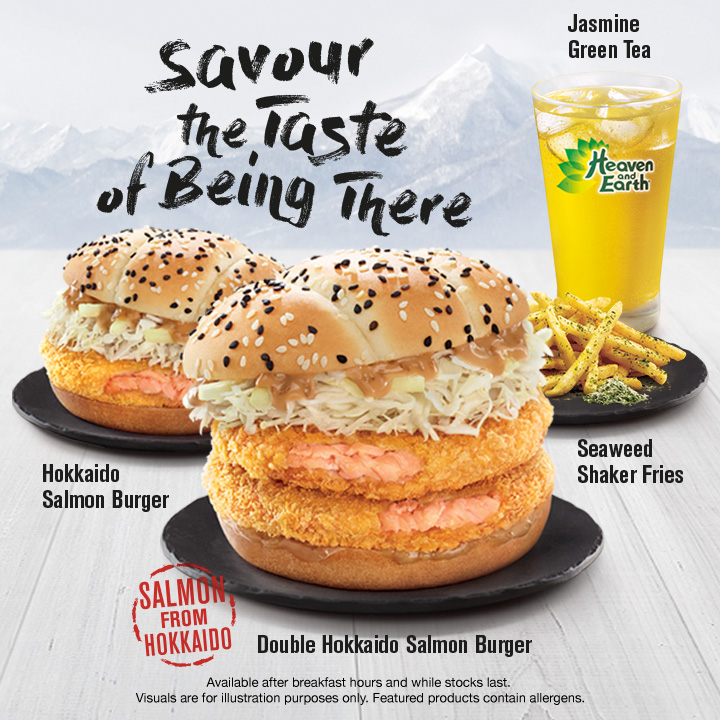 Savour
the Taste
of Being There
Jasmine
Green Tea
Heaven
and
Earth
Hokkaido
Salmon Burger
Seaweed
Shaker Fries
SALMON
FROM
HOKKAIDO
Double Hokkaido Salmon Burger
Available after breakfast hours and while stocks last.
Visuals are for illustration purposes only. Featured products contain allergens.